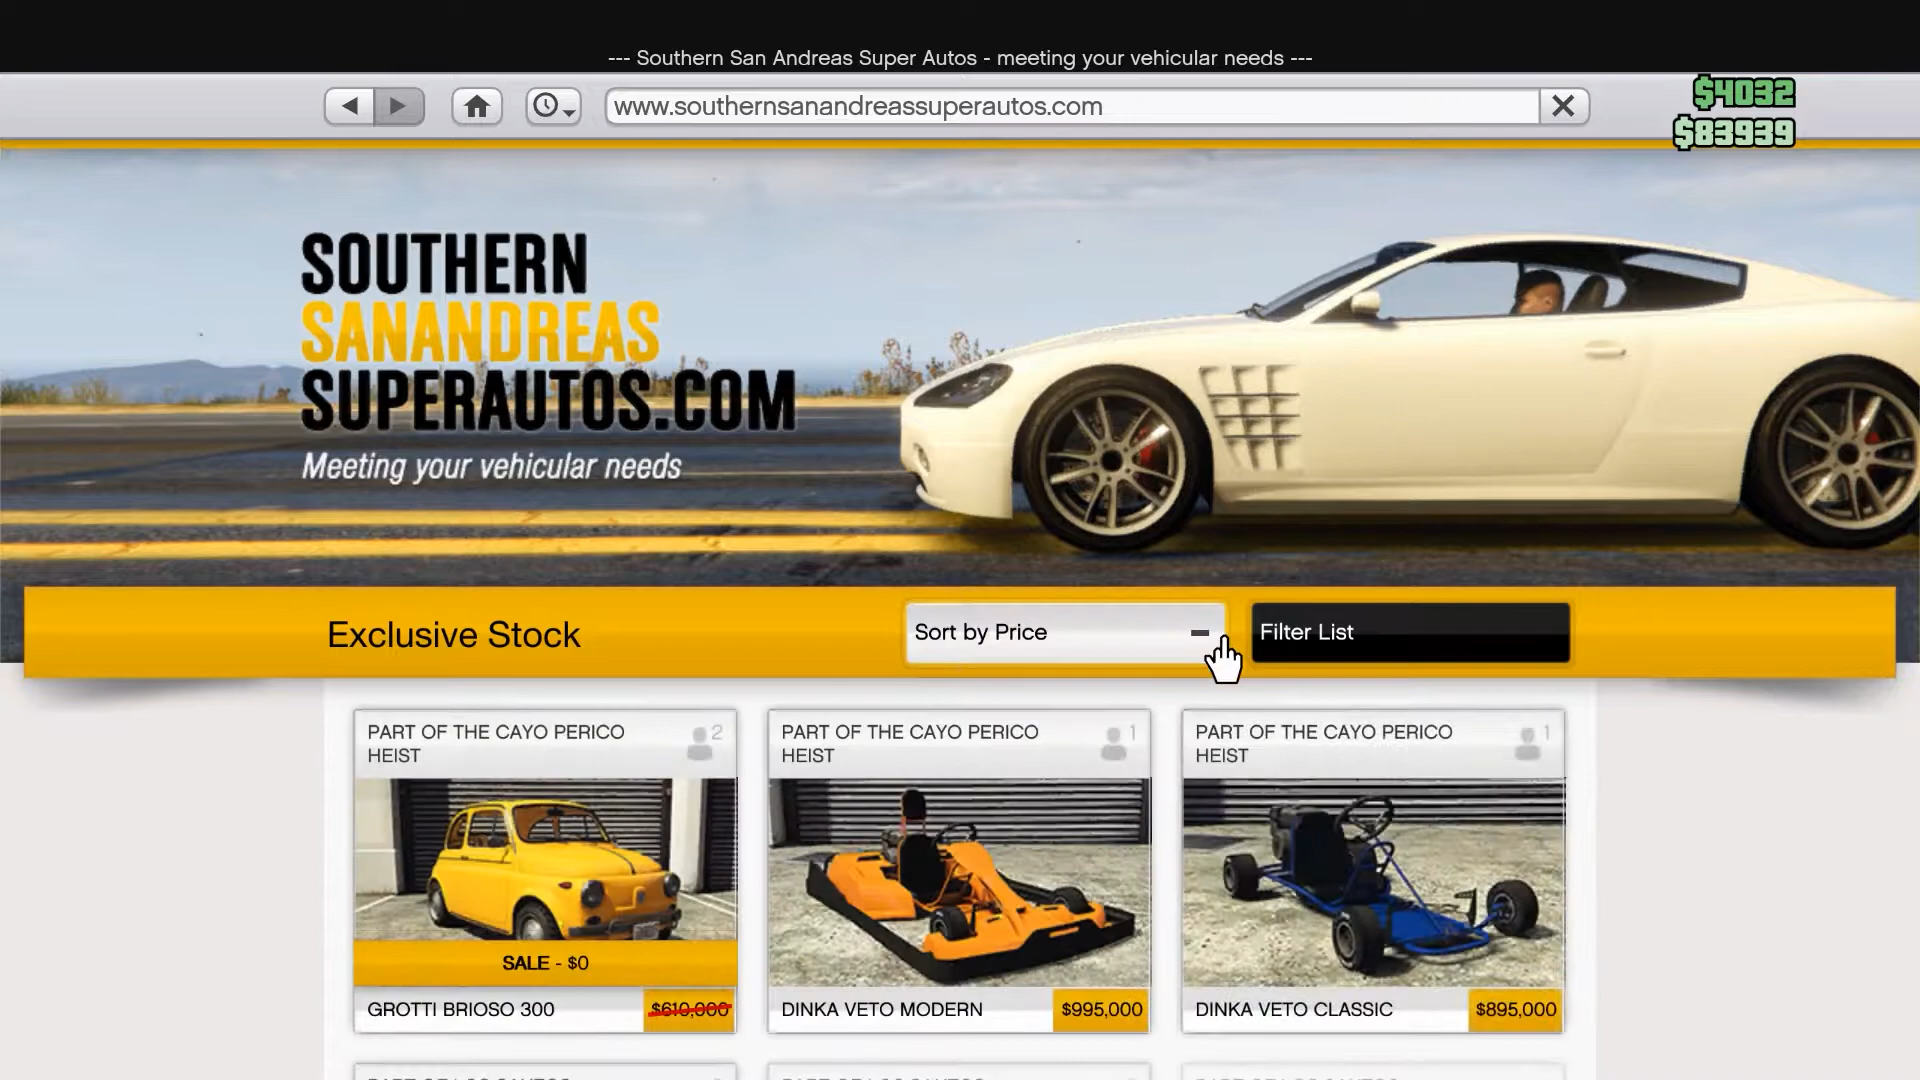 --- Southern San Andreas Super Autos - meeting your vehicular needs ---
www.southernsanandreassuperautos.com
$4032
$83939
SOUTHERN
SANANDREAS
SUPERAUTOS.COM
Meeting your vehicular needs
Exclusive Stock
Sort by Price
Filter List
PART OF THE CAYO PERICO
HEIST
2
PART OF THE CAYO PERICO
HEIST
1
PART OF THE CAYO PERICO
HEIST
1
SALE - $0
GROTTI BRIOSO 300
$610,000
DINKA VETO MODERN
$995,000
DINKA VETO CLASSIC
$895,000